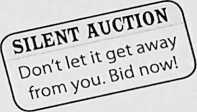 SILENT AUCTION
Don't let it get away
from you. Bid now!